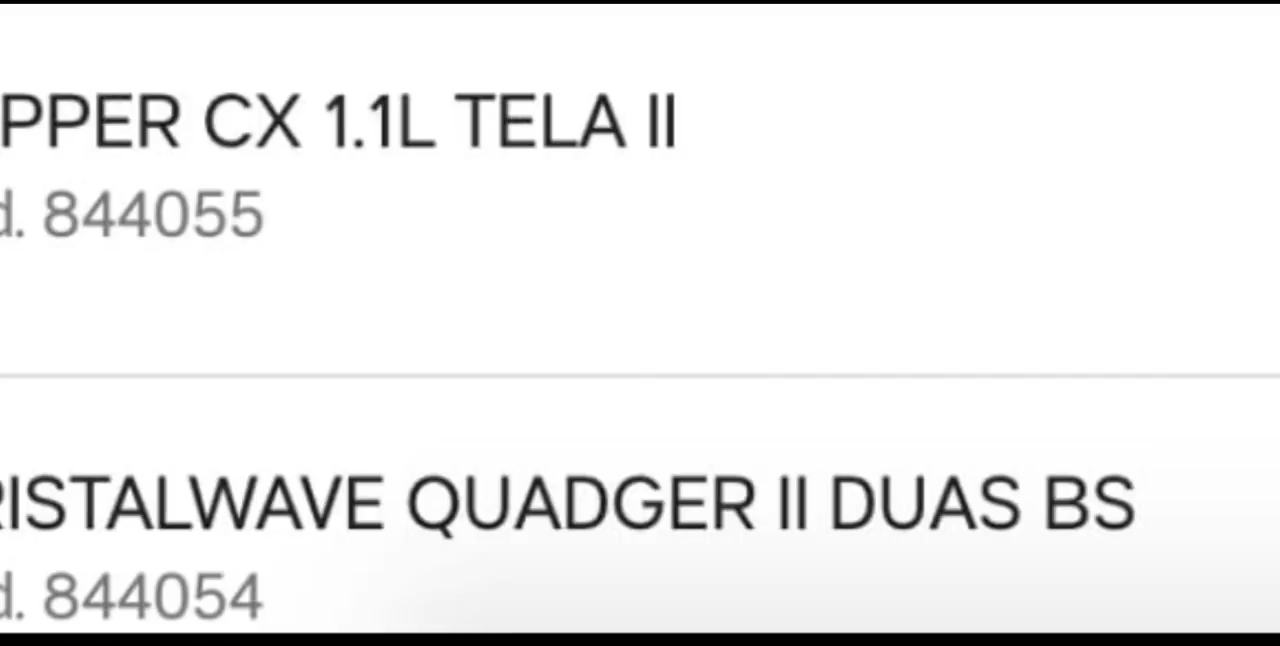 PPER CX 1.1L TELA II
d. 844055
RISTALWAVE QUADGER II DUAS BS
d. 844054